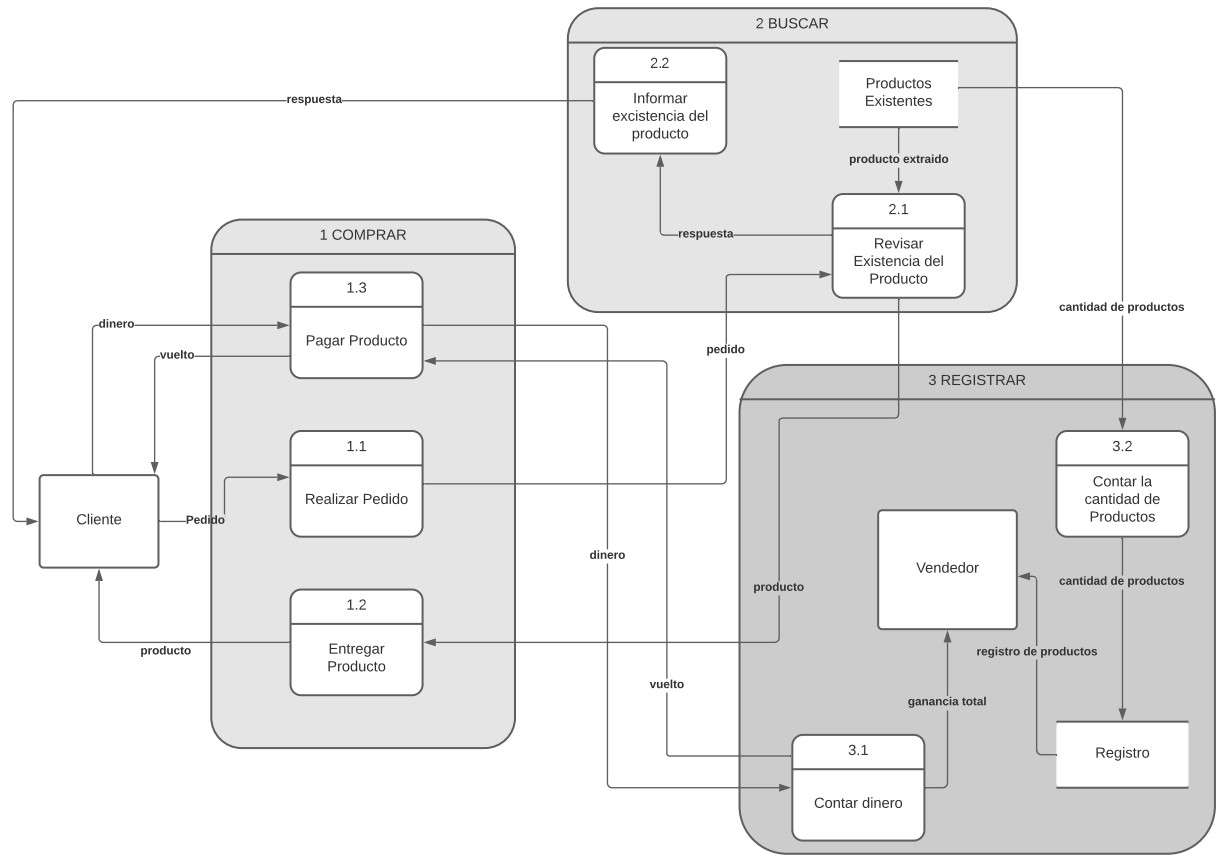 2 BUSCAR
2.2
Informar
excistencia del
producto
Productos
Existentes
respuesta
producto extraido
2.1
Revisar
Existencia del
Producto
respuesta
1 COMPRAR
1.3
Pagar Producto
dinero
vuelto
cantidad de productos
pedido
3 REGISTRAR
1.1
Realizar Pedido
Cliente
Pedido
3.2
Contar la
cantidad de
Productos
Vendedor
dinero
producto
cantidad de productos
1.2
Entregar
Producto
producto
registro de productos
vuelto
ganancia total
3.1
Contar dinero
Registro